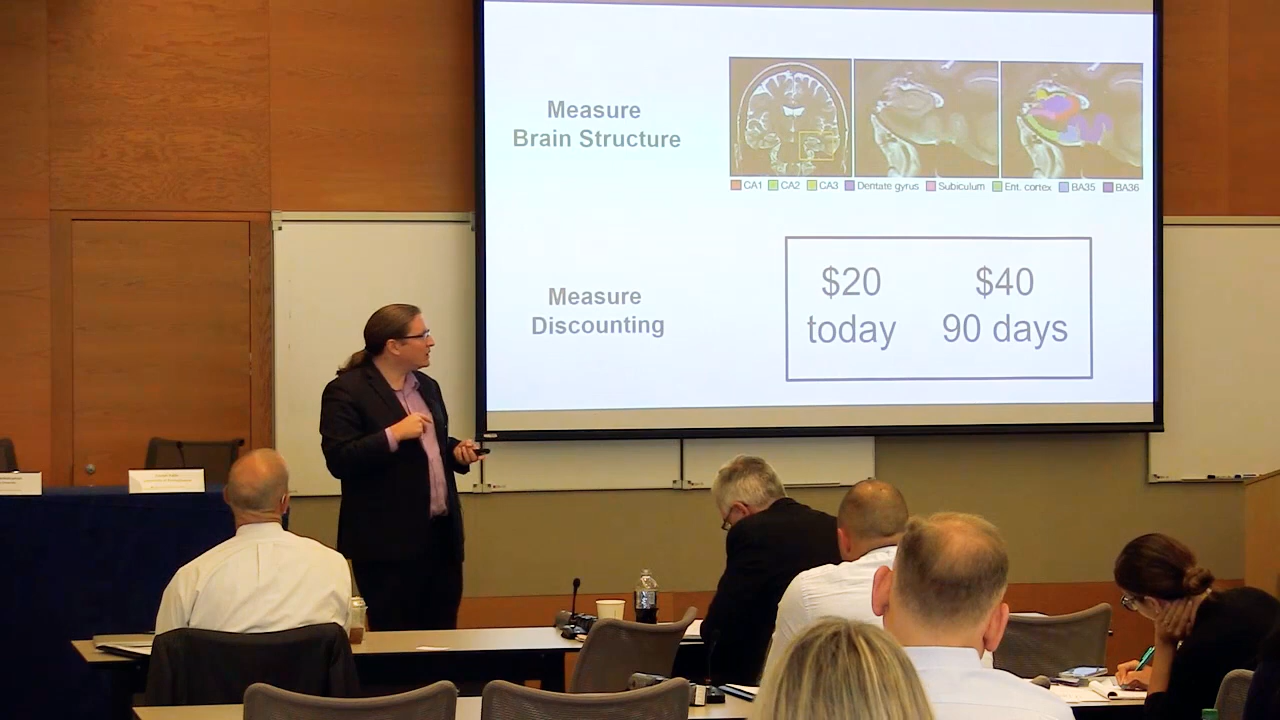 Measure
Brain Structure
CA1 CA2 CA3 Dentate gyrus Subiculum Ent. cortex BA35 BA36
Measure
Discounting
$20 $40
today 90 days